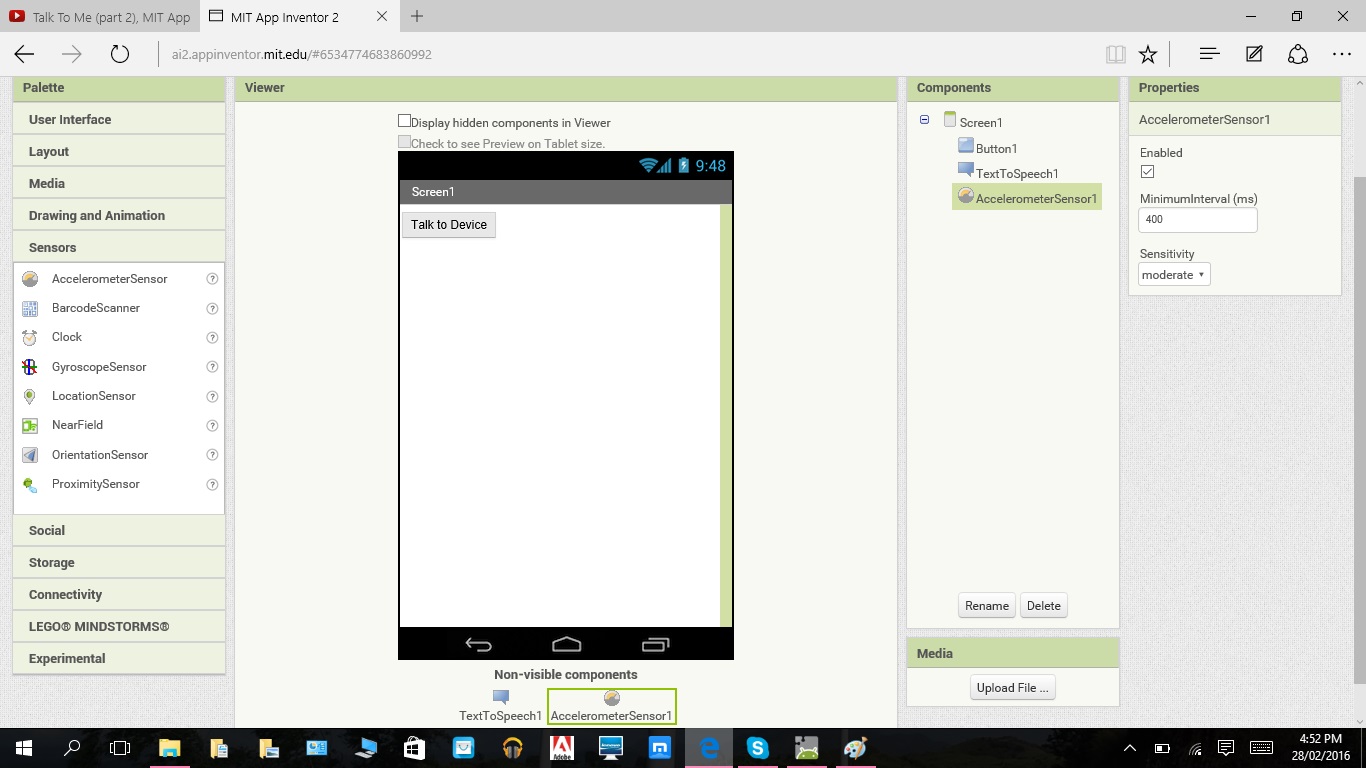 Talk To Me (part 2), MIT App
MIT App Inventor 2
ai2.appinventor.mit.edu/#6534774683860992
Palette
User Interface
Layout
Media
Drawing and Animation
Sensors
AccelerometerSensor
BarcodeScanner
Clock
GyroscopeSensor
LocationSensor
NearField
OrientationSensor
ProximitySensor
Social
Storage
Connectivity
LEGO® MINDSTORMS®
Experimental
Viewer
Display hidden components in Viewer
Check to see Preview on Tablet size.
9:48
Screen1
Talk to Device
Non-visible components
TextToSpeech1
AccelerometerSensor1
Components
Screen1
Button1
TextToSpeech1
AccelerometerSensor1
Rename
Delete
Media
Upload File ...
Properties
AccelerometerSensor1
Enabled
MinimumInterval (ms)
400
Sensitivity
moderate
Adobe
4:52 PM
28/02/2016